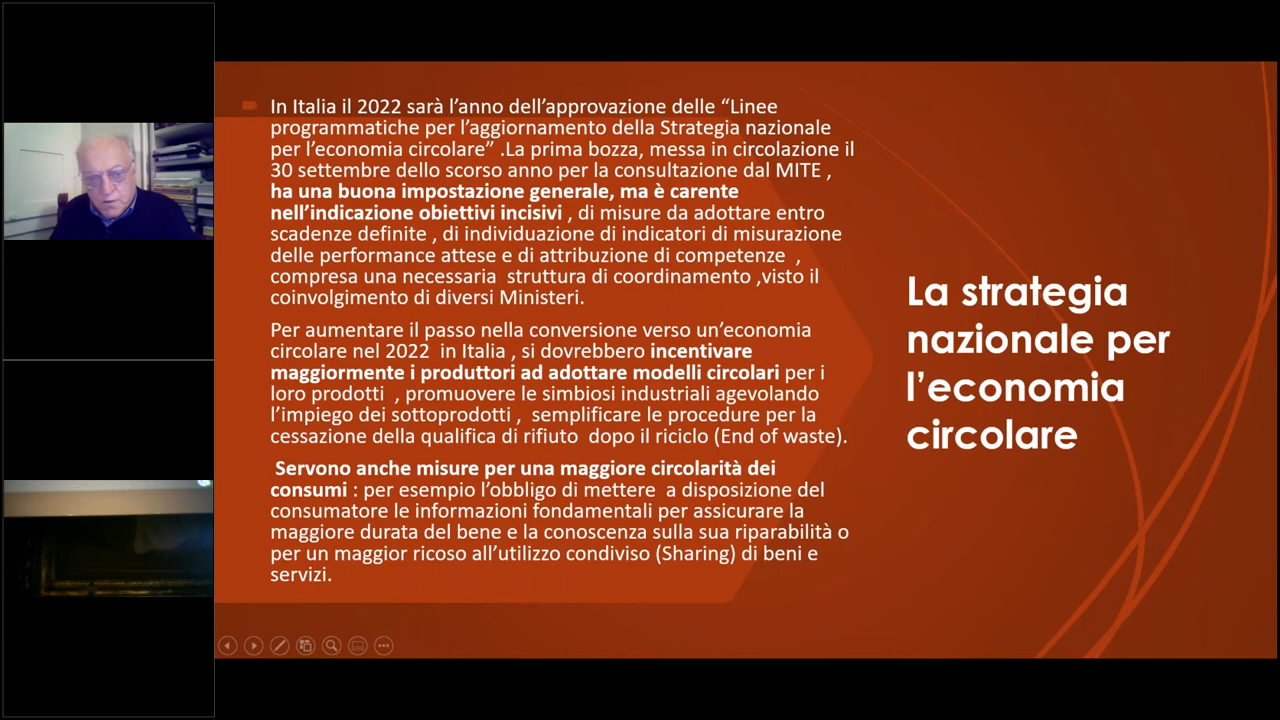 In Italia il 2022 sarà l’anno dell’approvazione delle “Linee
programmatiche per l’aggiornamento della Strategia nazionale
per l’economia circolare” .La prima bozza, messa in circolazione il
30 settembre dello scorso anno per la consultazione dal MITE ,
ha una buona impostazione generale, ma è carente
nell’indicazione obiettivi incisivi , di misure da adottare entro
scadenze definite , di individuazione di indicatori di misurazione
delle performance attese e di attribuzione di competenze ,
compresa una necessaria struttura di coordinamento ,visto il
coinvolgimento di diversi Ministeri.
Per aumentare il passo nella conversione verso un’economia
circolare nel 2022 in Italia , si dovrebbero incentivare
maggiormente i produttori ad adottare modelli circolari per i
loro prodotti , promuovere le simbiosi industriali agevolando
l’impiego dei sottoprodotti , semplificare le procedure per la
cessazione della qualifica di rifiuto dopo il riciclo (End of waste).
Servono anche misure per una maggiore circolarità dei
consumi : per esempio l’obbligo di mettere a disposizione del
consumatore le informazioni fondamentali per assicurare la
maggiore durata del bene e la conoscenza sulla sua riparabilità o
per un maggior ricoso all’utilizzo condiviso (Sharing) di beni e
servizi.
La strategia
nazionale per
l’economia
circolare